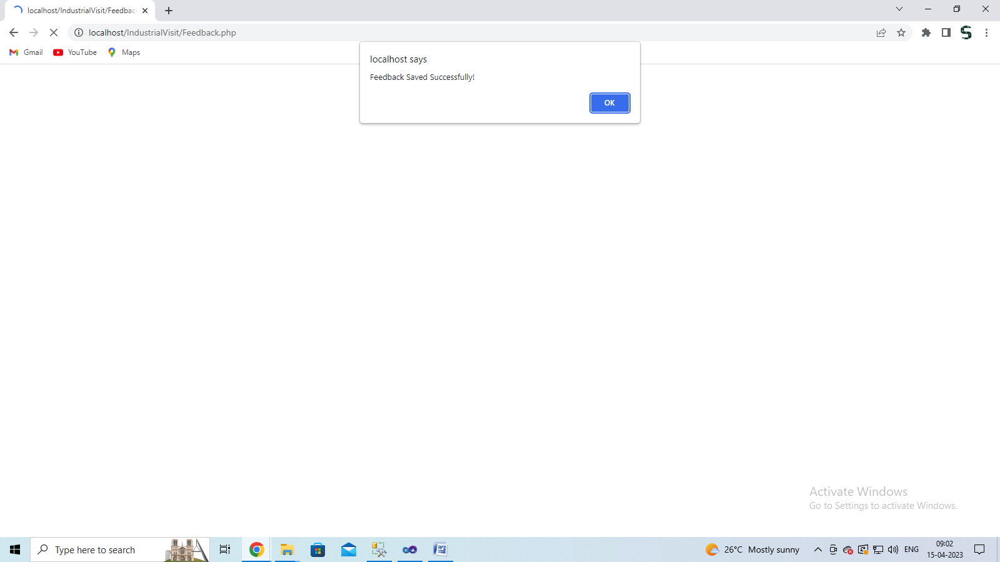 localhost/IndustrialVisit/Feedbac
localhost/IndustrialVisit/Feedback.php
Gmail
YouTube
Maps
localhost says
Feedback Saved Successfully!
OK
Activate Windows
Go to Settings to activate Windows.
Type here to search
26°C Mostly sunny
ENG
09:02
15-04-2023